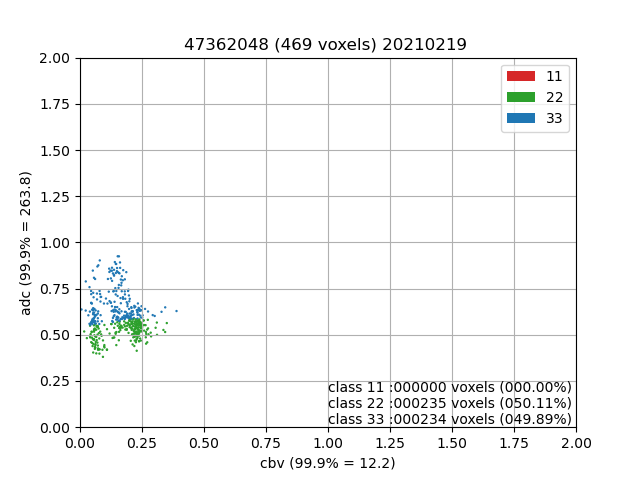 47362048 (469 voxels) 20210219
2.00
1.75
1.50
1.25
1.00
0.75
0.50
0.25
0.00
adc (99.9% = 263.8)
11
22
33
class 11 :000000 voxels (000.00%)
class 22 :000235 voxels (050.11%)
class 33 :000234 voxels (049.89%)
0.00 0.25 0.50 0.75 1.00 1.25 1.50 1.75 2.00
cbv (99.9% = 12.2)